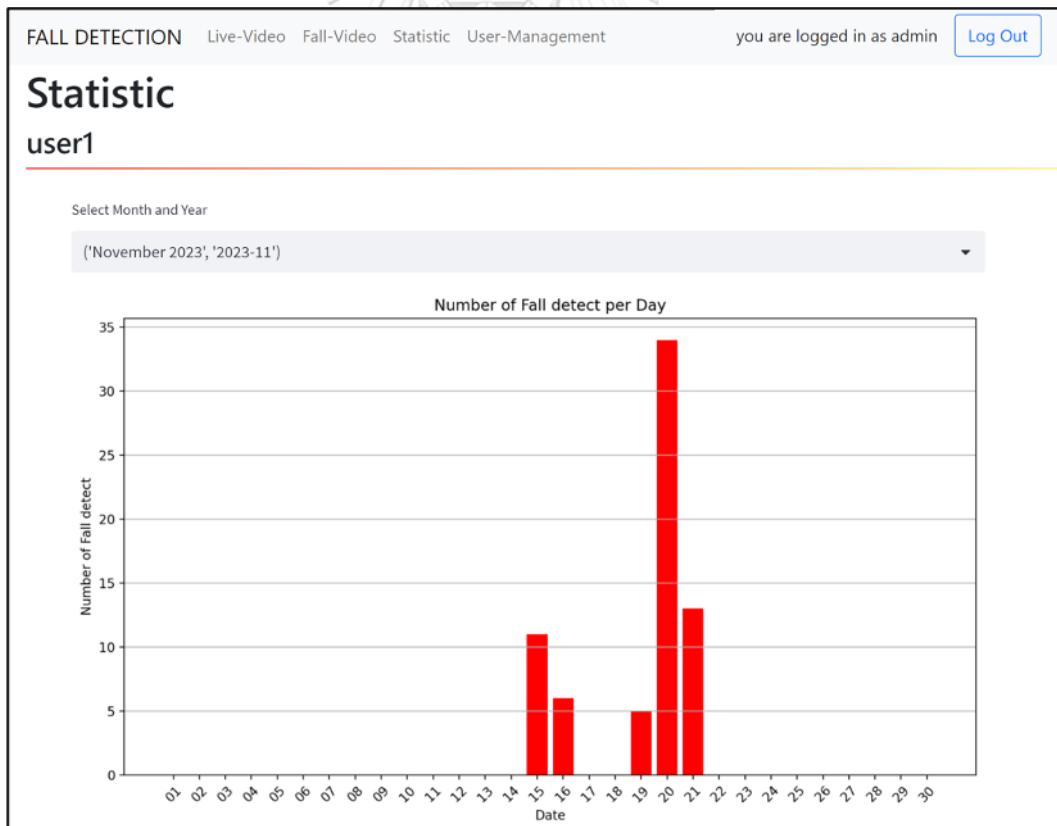 FALL DETECTION Live-Video Fall-Video Statistic User-Management you are logged in as admin Log Out
Statistic
user1
Select Month and Year
('November 2023', '2023-11')
Number of Fall detect per Day
35
30
25
20
15
10
5
0
Number of Fall detect
01 02 03 04 05 06 07 08 09 10 11 12 13 14 15 16 17 18 19 20 21 22 23 24 25 26 27 28 29 30
Date